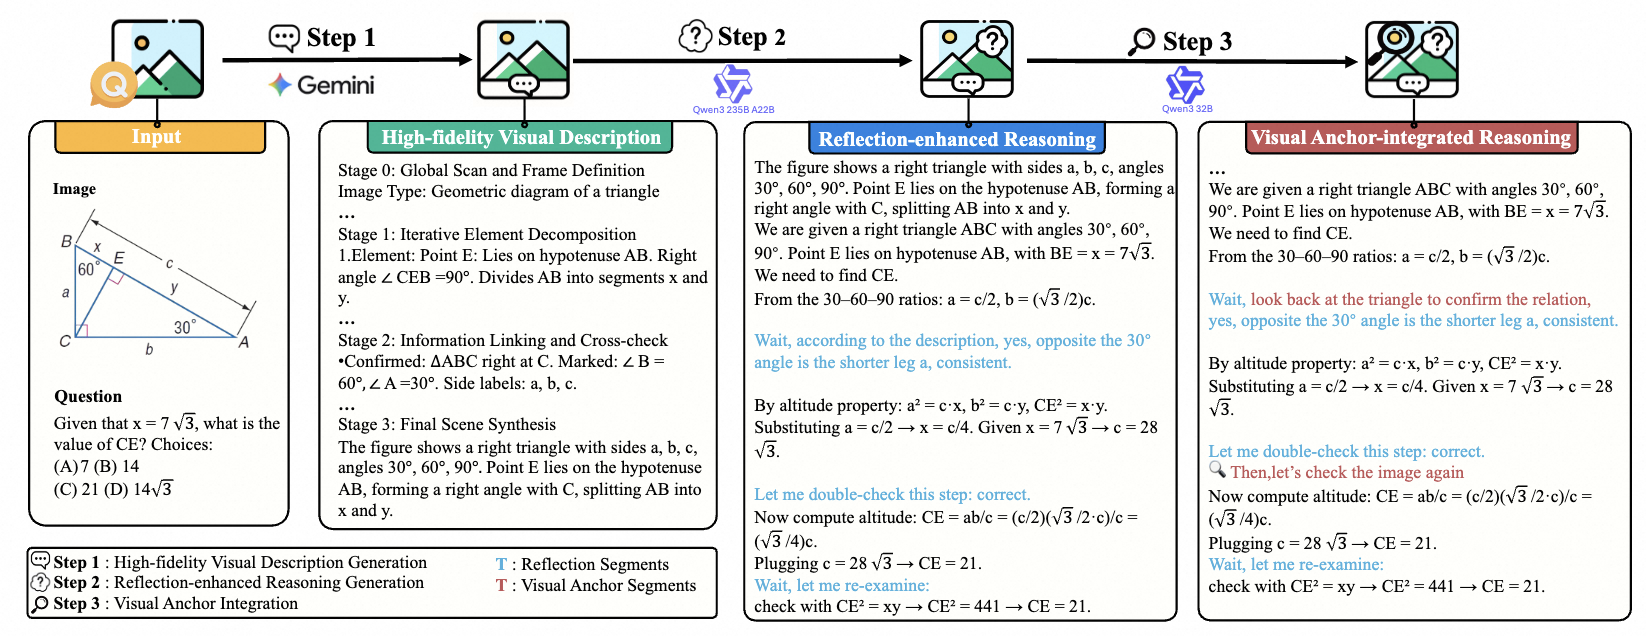 Step 1
Gemini
Step 2
Qwen3 235B A22B
Step 3
Qwen3 32B
Q
Input
Image
B
x
E
c
60°
y
a
30°
C
b
A
Question
Given that x = 7 √3, what is the
value of CE? Choices:
(A)7 (B) 14
(C) 21 (D) 14√3
High-fidelity Visual Description
Stage 0: Global Scan and Frame Definition
Image Type: Geometric diagram of a triangle
...
Stage 1: Iterative Element Decomposition
1.Element: Point E: Lies on hypotenuse AB. Right
angle ∠ CEB =90°. Divides AB into segments x and
y.
...
Stage 2: Information Linking and Cross-check
•Confirmed: ΔABC right at C. Marked: ∠ B =
60°,∠ A =30°. Side labels: a, b, c.
...
Stage 3: Final Scene Synthesis
The figure shows a right triangle with sides a, b, c,
angles 30°, 60°, 90°. Point E lies on the hypotenuse
AB, forming a right angle with C, splitting AB into
x and y.
Reflection-enhanced Reasoning
The figure shows a right triangle with sides a, b, c, angles
30°, 60°, 90°. Point E lies on the hypotenuse AB, forming a
right angle with C, splitting AB into x and y.
We are given a right triangle ABC with angles 30°, 60°,
90°. Point E lies on hypotenuse AB, with BE = x = 7√3.
We need to find CE.
From the 30–60–90 ratios: a = c/2, b = (√3 /2)c.
Wait, according to the description, yes, opposite the 30°
angle is the shorter leg a, consistent.
By altitude property: a² = c·x, b² = c·y, CE² = x·y.
Substituting a = c/2 → x = c/4. Given x = 7 √3 → c = 28
√3.
Let me double-check this step: correct.
Now compute altitude: CE = ab/c = (c/2)(√3 /2·c)/c =
(√3 /4)c.
Plugging c = 28 √3 → CE = 21.
Wait, let me re-examine:
check with CE² = xy → CE² = 441 → CE = 21.
Visual Anchor-integrated Reasoning
...
We are given a right triangle ABC with angles 30°, 60°,
90°. Point E lies on hypotenuse AB, with BE = x = 7√3.
We need to find CE.
From the 30–60–90 ratios: a = c/2, b = (√3 /2)c.
Wait, look back at the triangle to confirm the relation,
yes, opposite the 30° angle is the shorter leg a, consistent.
By altitude property: a² = c·x, b² = c·y, CE² = x·y.
Substituting a = c/2 → x = c/4. Given x = 7 √3 → c = 28
√3.
Let me double-check this step: correct.
Then,let's check the image again
Now compute altitude: CE = ab/c = (c/2)(√3 /2·c)/c =
(√3 /4)c.
Plugging c = 28 √3 → CE = 21.
Wait, let me re-examine:
check with CE² = xy → CE² = 441 → CE = 21.
Step 1 : High-fidelity Visual Description Generation
Step 2 : Reflection-enhanced Reasoning Generation
Step 3 : Visual Anchor Integration
T : Reflection Segments
T : Visual Anchor Segments